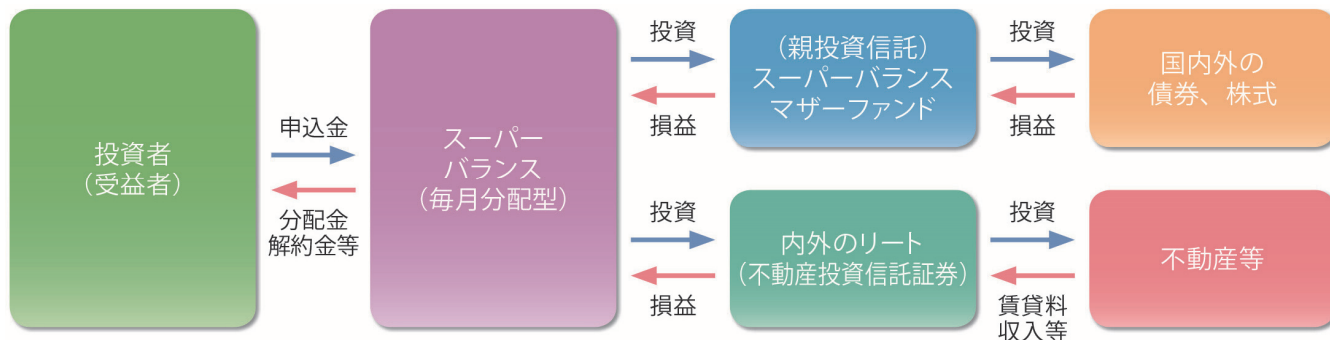 投資者
（受益者）
申込金
分配金
解約金等
スーパー
バランス
（毎月分配型）
投資
損益
（親投資信託）
スーパーバランス
マザーファンド
投資
損益
国内外の
債券、株式
投資
損益
内外のリート
（不動産投資信託証券）
投資
賃貸料
収入等
不動産等